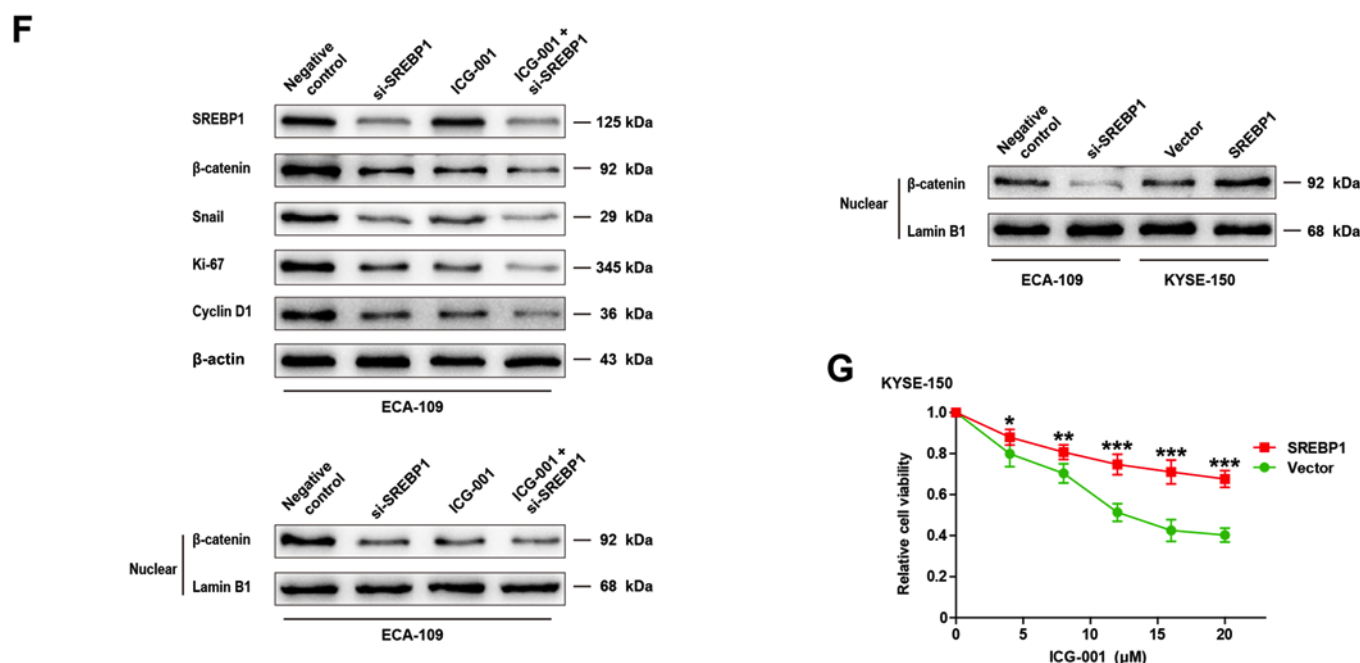 F
Negative control
si-SREBP1
ICG-001
ICG-001 + si-SREBP1
SREBP1
125 kDa
β-catenin
92 kDa
Snail
29 kDa
Ki-67
345 kDa
Cyclin D1
36 kDa
β-actin
43 kDa
ECA-109
Negative control
si-SREBP1
ICG-001
ICG-001 + si-SREBP1
Nuclear
β-catenin
92 kDa
Lamin B1
68 kDa
ECA-109
Negative control
si-SREBP1
Vector
SREBP1
Nuclear
β-catenin
92 kDa
Lamin B1
68 kDa
ECA-109
KYSE-150
G
KYSE-150
Relative cell viability
1.0
0.8
0.6
0.4
0.2
0
*
**
***
***
***
SREBP1
Vector
0
5
10
15
20
ICG-001 (μM)